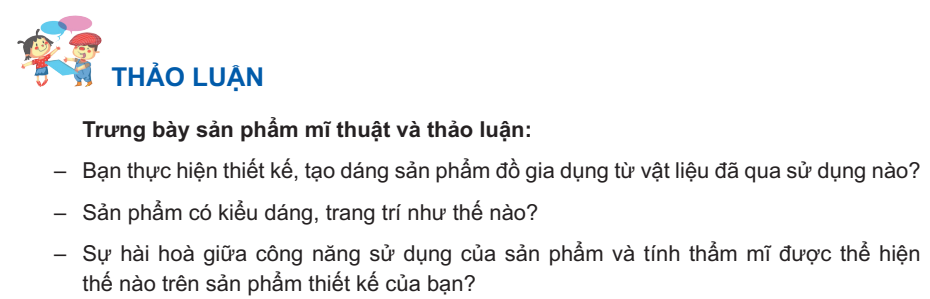 THẢO LUẬN
Trưng bày sản phẩm mĩ thuật và thảo luận:
– Bạn thực hiện thiết kế, tạo dáng sản phẩm đồ gia dụng từ vật liệu đã qua sử dụng nào?
– Sản phẩm có kiểu dáng, trang trí như thế nào?
– Sự hài hoà giữa công năng sử dụng của sản phẩm và tính thẩm mĩ được thể hiện
thế nào trên sản phẩm thiết kế của bạn?